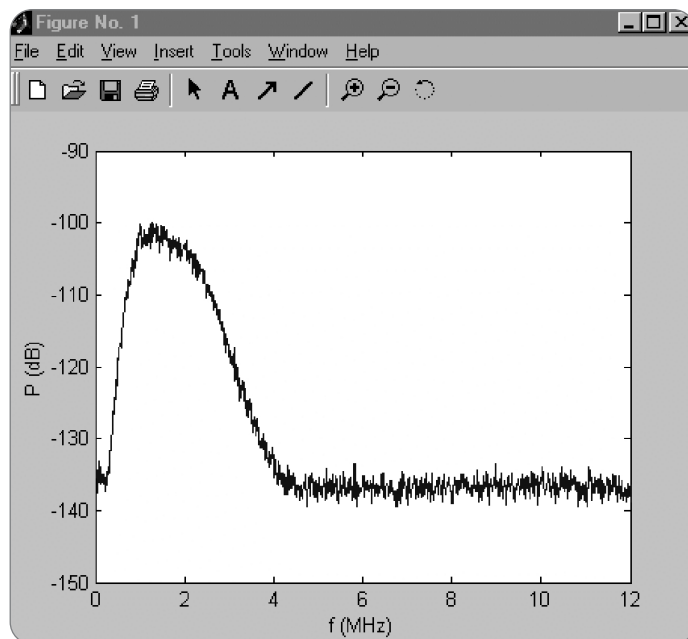 Figure No. 1
File Edit View Insert Tools Window Help
A
-90
-100
-110
-120
-130
-140
-150
P (dB)
0 2 4 6 8 10 12
f (MHz)